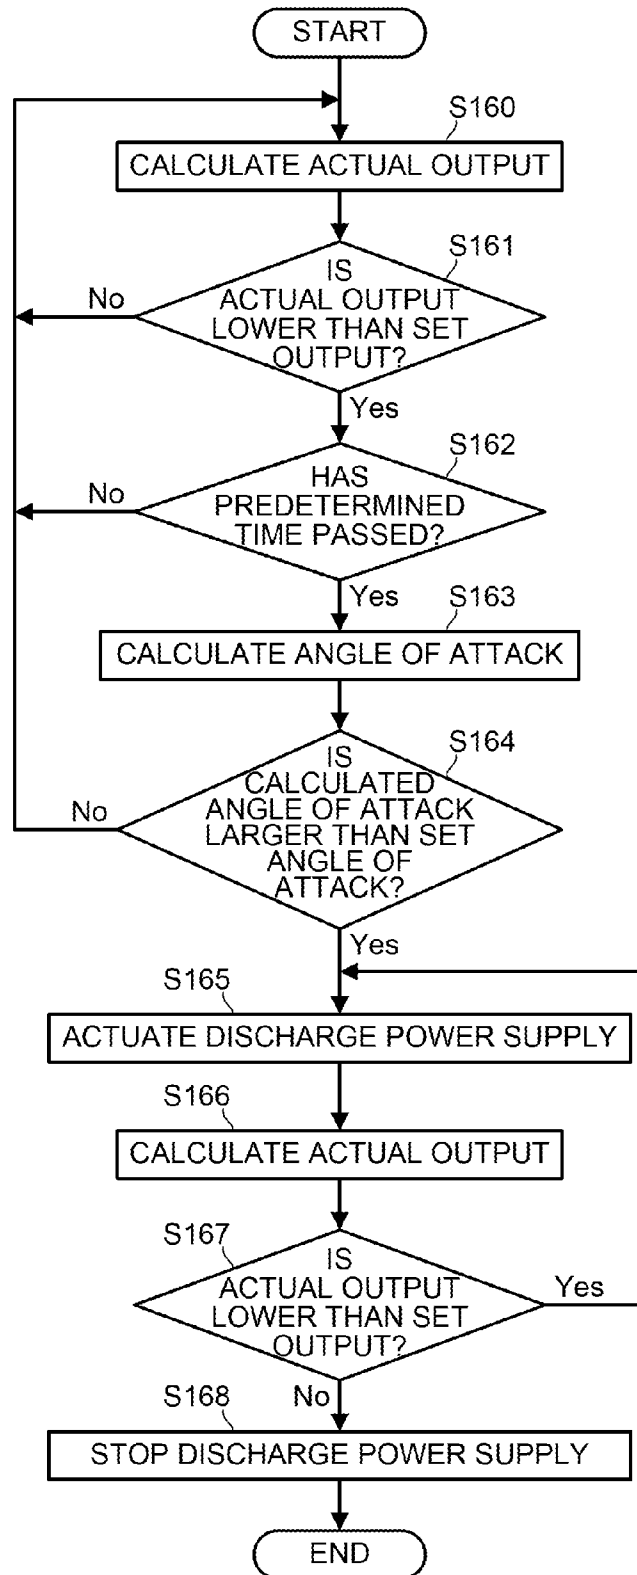 START
S160
CALCULATE ACTUAL OUTPUT
S161
IS
ACTUAL OUTPUT
LOWER THAN SET
OUTPUT?
No
Yes
S162
HAS
PREDETERMINED
TIME PASSED?
No
Yes
S163
CALCULATE ANGLE OF ATTACK
S164
IS
CALCULATED
ANGLE OF ATTACK
LARGER THAN SET
ANGLE OF
ATTACK?
No
Yes
S165
ACTUATE DISCHARGE POWER SUPPLY
S166
CALCULATE ACTUAL OUTPUT
S167
IS
ACTUAL OUTPUT
LOWER THAN SET
OUTPUT?
Yes
No
S168
STOP DISCHARGE POWER SUPPLY
END